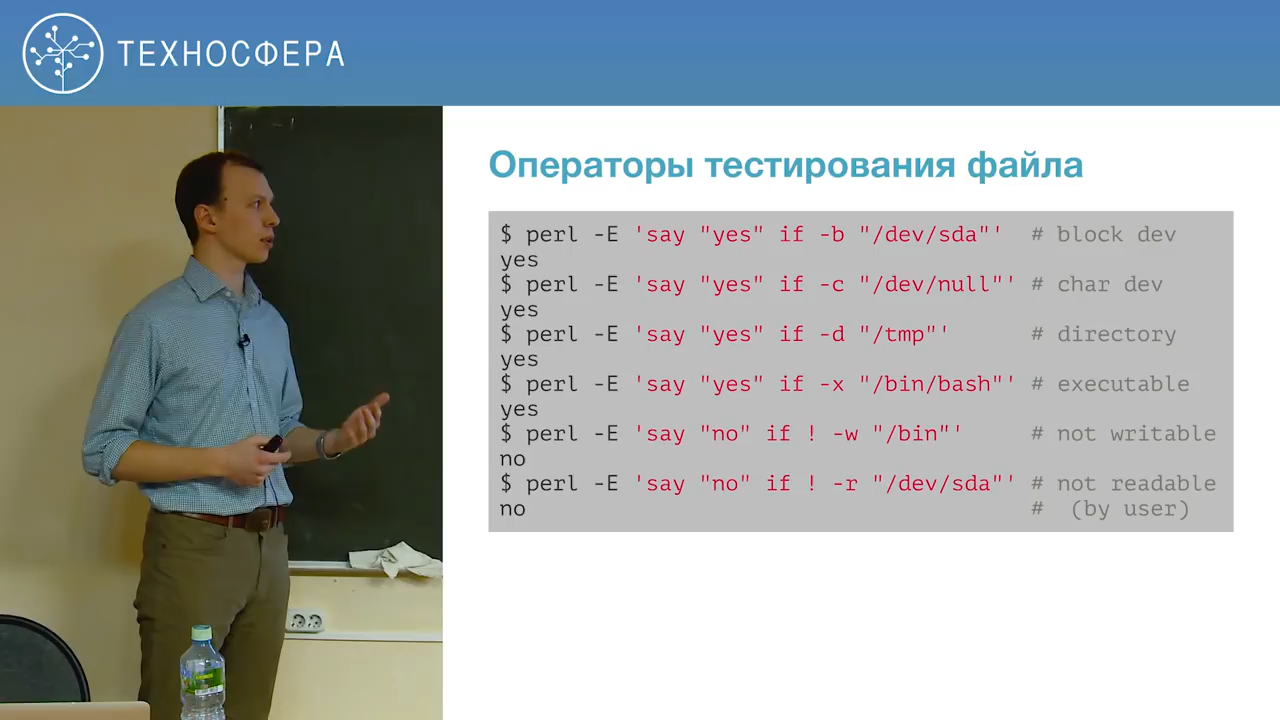 ТЕХНОСФЕРА
Операторы тестирования файла
$ perl -E 'say "yes" if -b "/dev/sda"' # block dev
yes
$ perl -E 'say "yes" if -c "/dev/null"' # char dev
yes
$ perl -E 'say "yes" if -d "/tmp"' # directory
yes
$ perl -E 'say "yes" if -x "/bin/bash"' # executable
yes
$ perl -E 'say "no" if ! -w "/bin"' # not writable
no
$ perl -E 'say "no" if ! -r "/dev/sda"' # not readable
no # (by user)